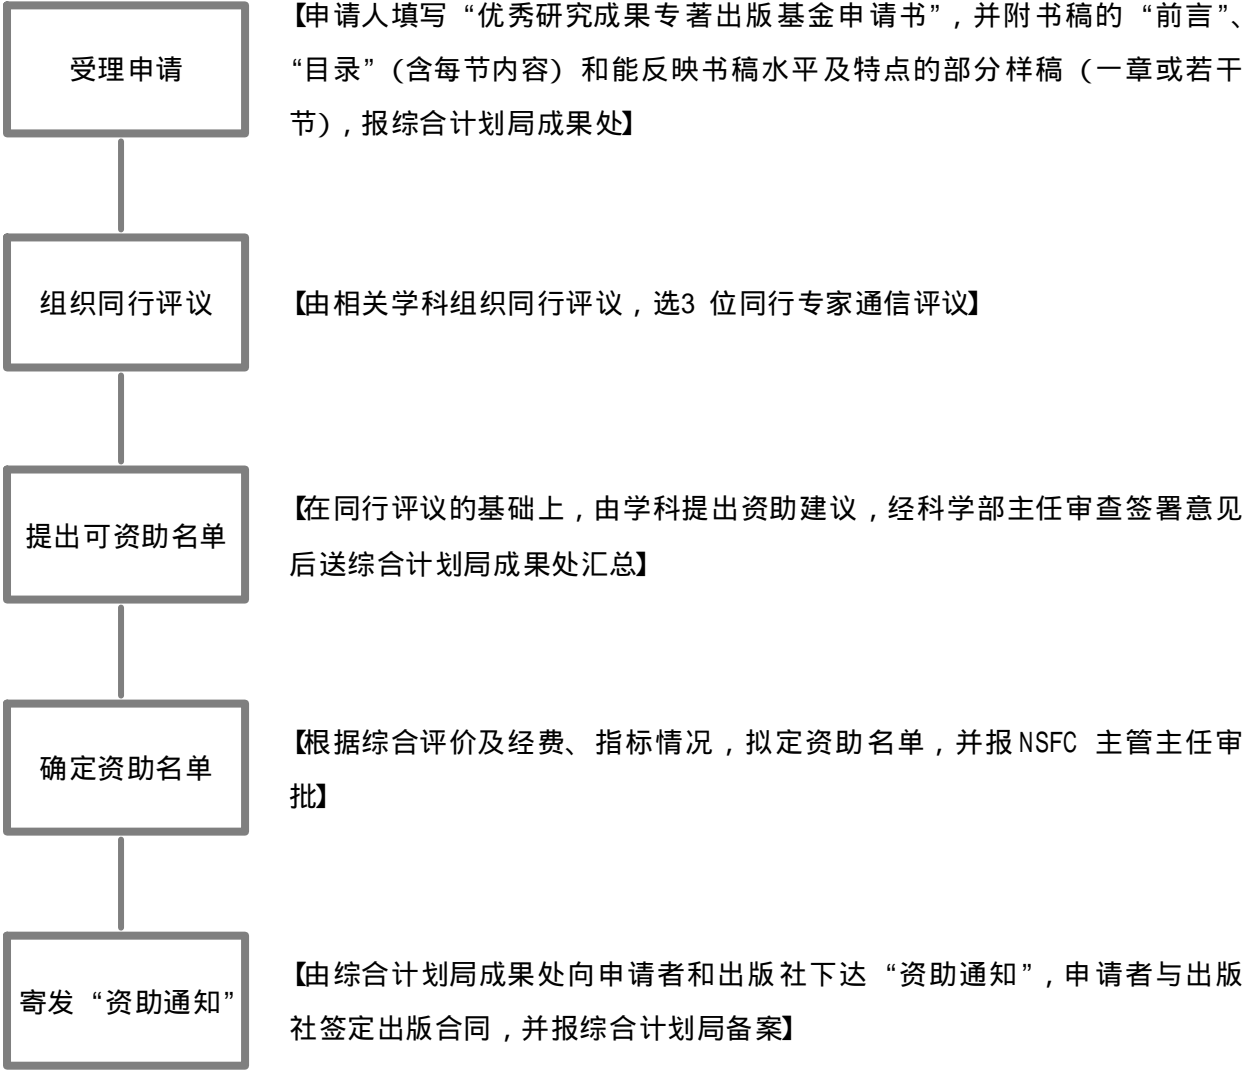 受理申请
【申请人填写“优秀研究成果专著出版基金申请书”，并附书稿的“前言”、
“目录”(含每节内容) 和能反映书稿水平及特点的部分样稿 (一章或若干
节)，报综合计划局成果处】
组织同行评议
【由相关学科组织同行评议，选3 位同行专家通信评议】
提出可资助名单
【在同行评议的基础上，由学科提出资助建议，经科学部主任审查签署意见
后送综合计划局成果处汇总】
确定资助名单
【根据综合评价及经费、指标情况，拟定资助名单，并报NSFC 主管主任审
批】
寄发“资助通知”
【由综合计划局成果处向申请者和出版社下达“资助通知”，申请者与出版
社签定出版合同，并报综合计划局备案】